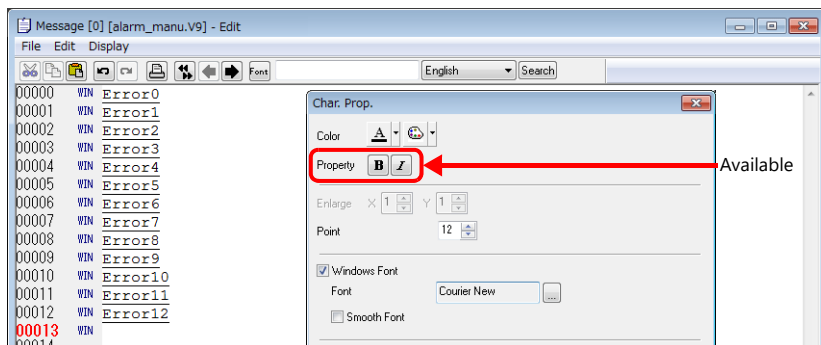 Message [0] [alarm_manu.V9] - Edit
File Edit Display
Font English Search
00000 WIN Error0
00001 WIN Error1
00002 WIN Error2
00003 WIN Error3
00004 WIN Error4
00005 WIN Error5
00006 WIN Error6
00007 WIN Error7
00008 WIN Error8
00009 WIN Error9
00010 WIN Error10
00011 WIN Error11
00012 WIN Error12
00013 WIN
00014
Char. Prop.
Color A
Property B I
Available
Enlarge X 1 Y 1
Point 12
Windows Font
Font Courier New ...
Smooth Font